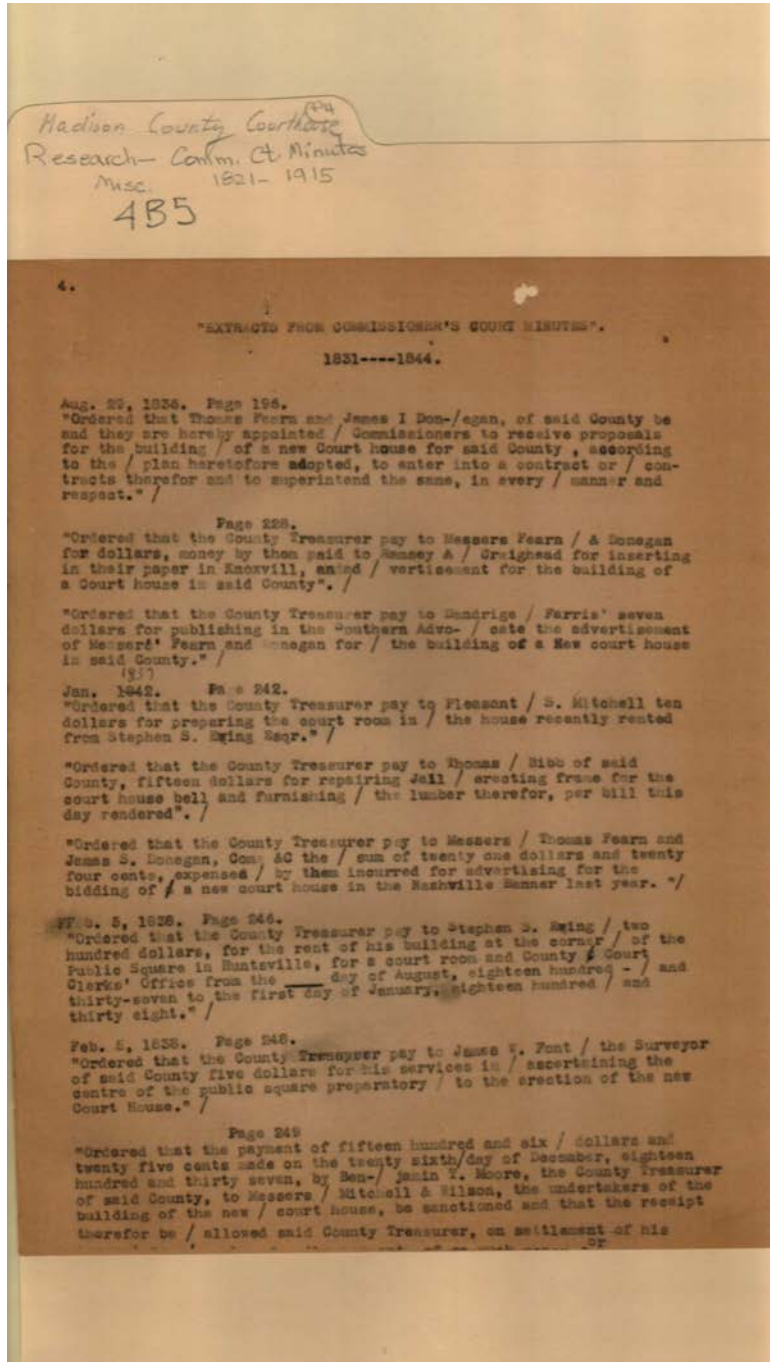 Madison County Courthouse
Research- Comm. Ct. Minutes
Misc. 1821-1915
4B5
4.
"EXTRACTS FROM COMMISSIONER'S COURT MINUTES".
1831----1844.
Aug. 29, 1836. Page 196.
"Ordered that Thomas Fearn and James I Don-/egan, of said County be
and they are hereby appointed / Commissioners to receive proposals
for the building / of a new Court house for said County , according
to the / plan heretofore adopted, to enter into a contract or / con-
tracts therefor and to superintend the same, in every / manner and
respect." /
Page 228.
"Ordered that the County Treasurer pay to Messers Fearn / & Donegan
for dollars, money by them paid to Ramsey & / Craighead for inserting
in their paper in Knoxvill, / vertisement for the building of
a Court house in said County". /
"Ordered that the County Treasurer pay to Dandrige / Farris' seven
dollars for publishing in the Southern Advo- / cate the advertisement
of Messers' Fearn and Donegan for / the building of a New court house
in said County." /
1837
Jan. 1842. Page 242.
"Ordered that the County Treasurer pay to Pleasant / S. Mitchell ten
dollars for preparing the court room in / the house recently rented
from Stephen S. Ewing Esqr." /
"Ordered that the County Treasurer pay to Thomas / Bibb of said
County, fifteen dollars for repairing Jail / erecting frame for the
court house bell and furnishing / the lumber therefor, per bill this
day rendered". /
"Ordered that the County Treasurer pay to Messers / Thomas Fearn and
James S. Donegan, Coms &C the / sum of twenty one dollars and twenty
four cents, expenses / by them incurred for advertising for the
bidding of / a new court house in the Nashville Banner last year. "/
Feb. 5, 1838. Page 246.
"Ordered that the County Treasurer pay to Stephen S. Ewing / two
hundred dollars, for the rent of his building at the corner / of the
Public Square in Huntsville, for a court room and County Court
Clerks' Office from the ____ day of August, eighteen hundred - / and
thirty-seven to the first day of January, eighteen hundred / and
thirty eight." /
Feb. 5, 1838. Page 248.
"Ordered that the County Treasurer pay to James W. Font / the Surveyor
of said County five dollars for his services in / ascertaining the
centre of the public square preparatory / to the erection of the new
Court House." /
Page 249
"Ordered that the payment of fifteen hundred and six / dollars and
twenty five cents made on the twenty sixth/day of December, eighteen
hundred and thirty seven, by Ben-/ jamin T. Moore, the County Treasurer
of said County, to Messers / Mitchell & Wilson, the undertakers of the
building of the new / court house, be sanctioned and that the receipt
therefor be / allowed said County Treasurer, on settlement of his
or